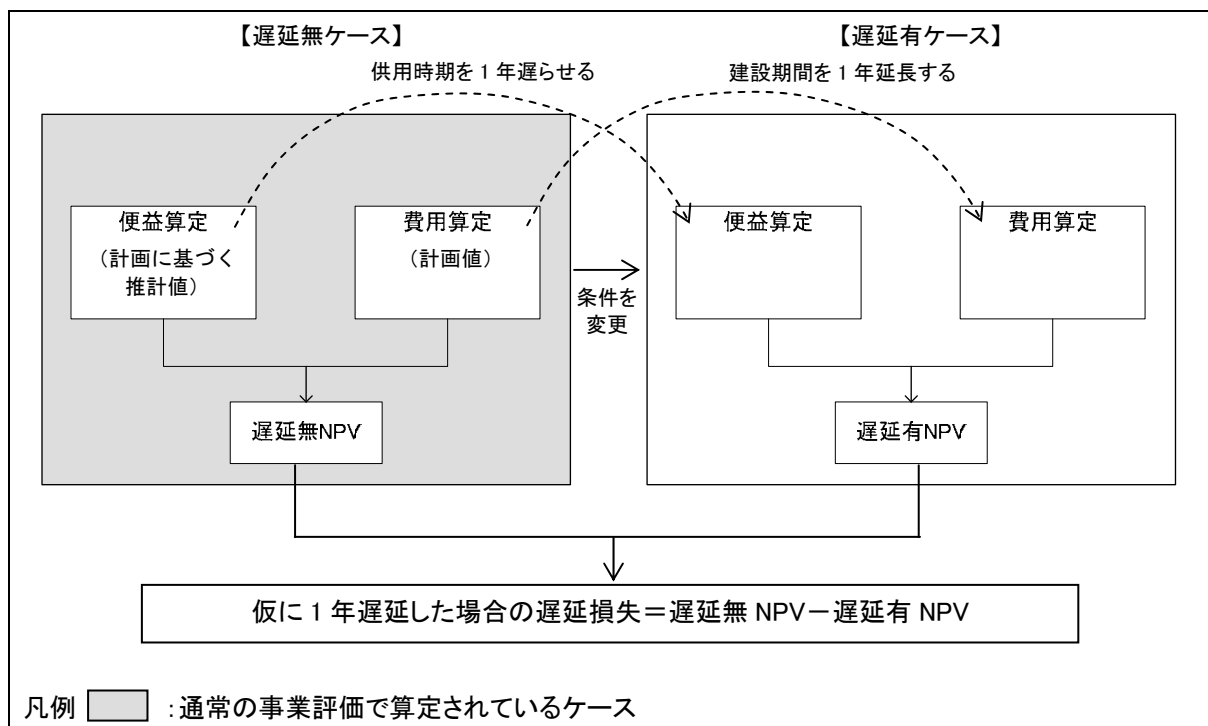 【遅延無ケース】
【遅延有ケース】
供用時期を1年遅らせる
建設期間を1年延長する
便益算定
(計画に基づく
推計値)
費用算定
(計画値)
条件を
変更
便益算定
費用算定
遅延無NPV
遅延有NPV
仮に1年遅延した場合の遅延損失=遅延無 NPV-遅延有 NPV
凡例 :通常の事業評価で算定されているケース